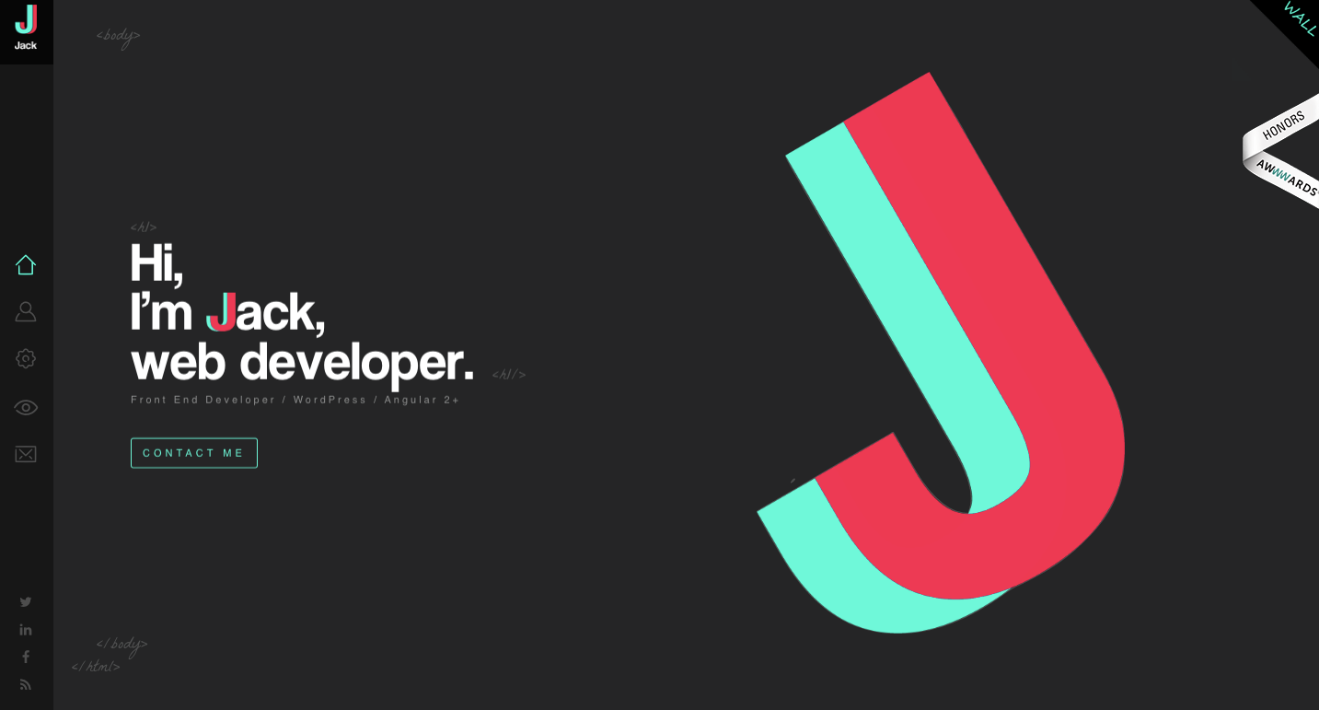 J
Jack
<body>
WALL
HONORS
AWWWARDS
<h1>
Hi,
I'm Jack,
web developer.
<h1/>
Front End Developer / WordPress / Angular 2+
CONTACT ME
J
</body>
</html>
in
f